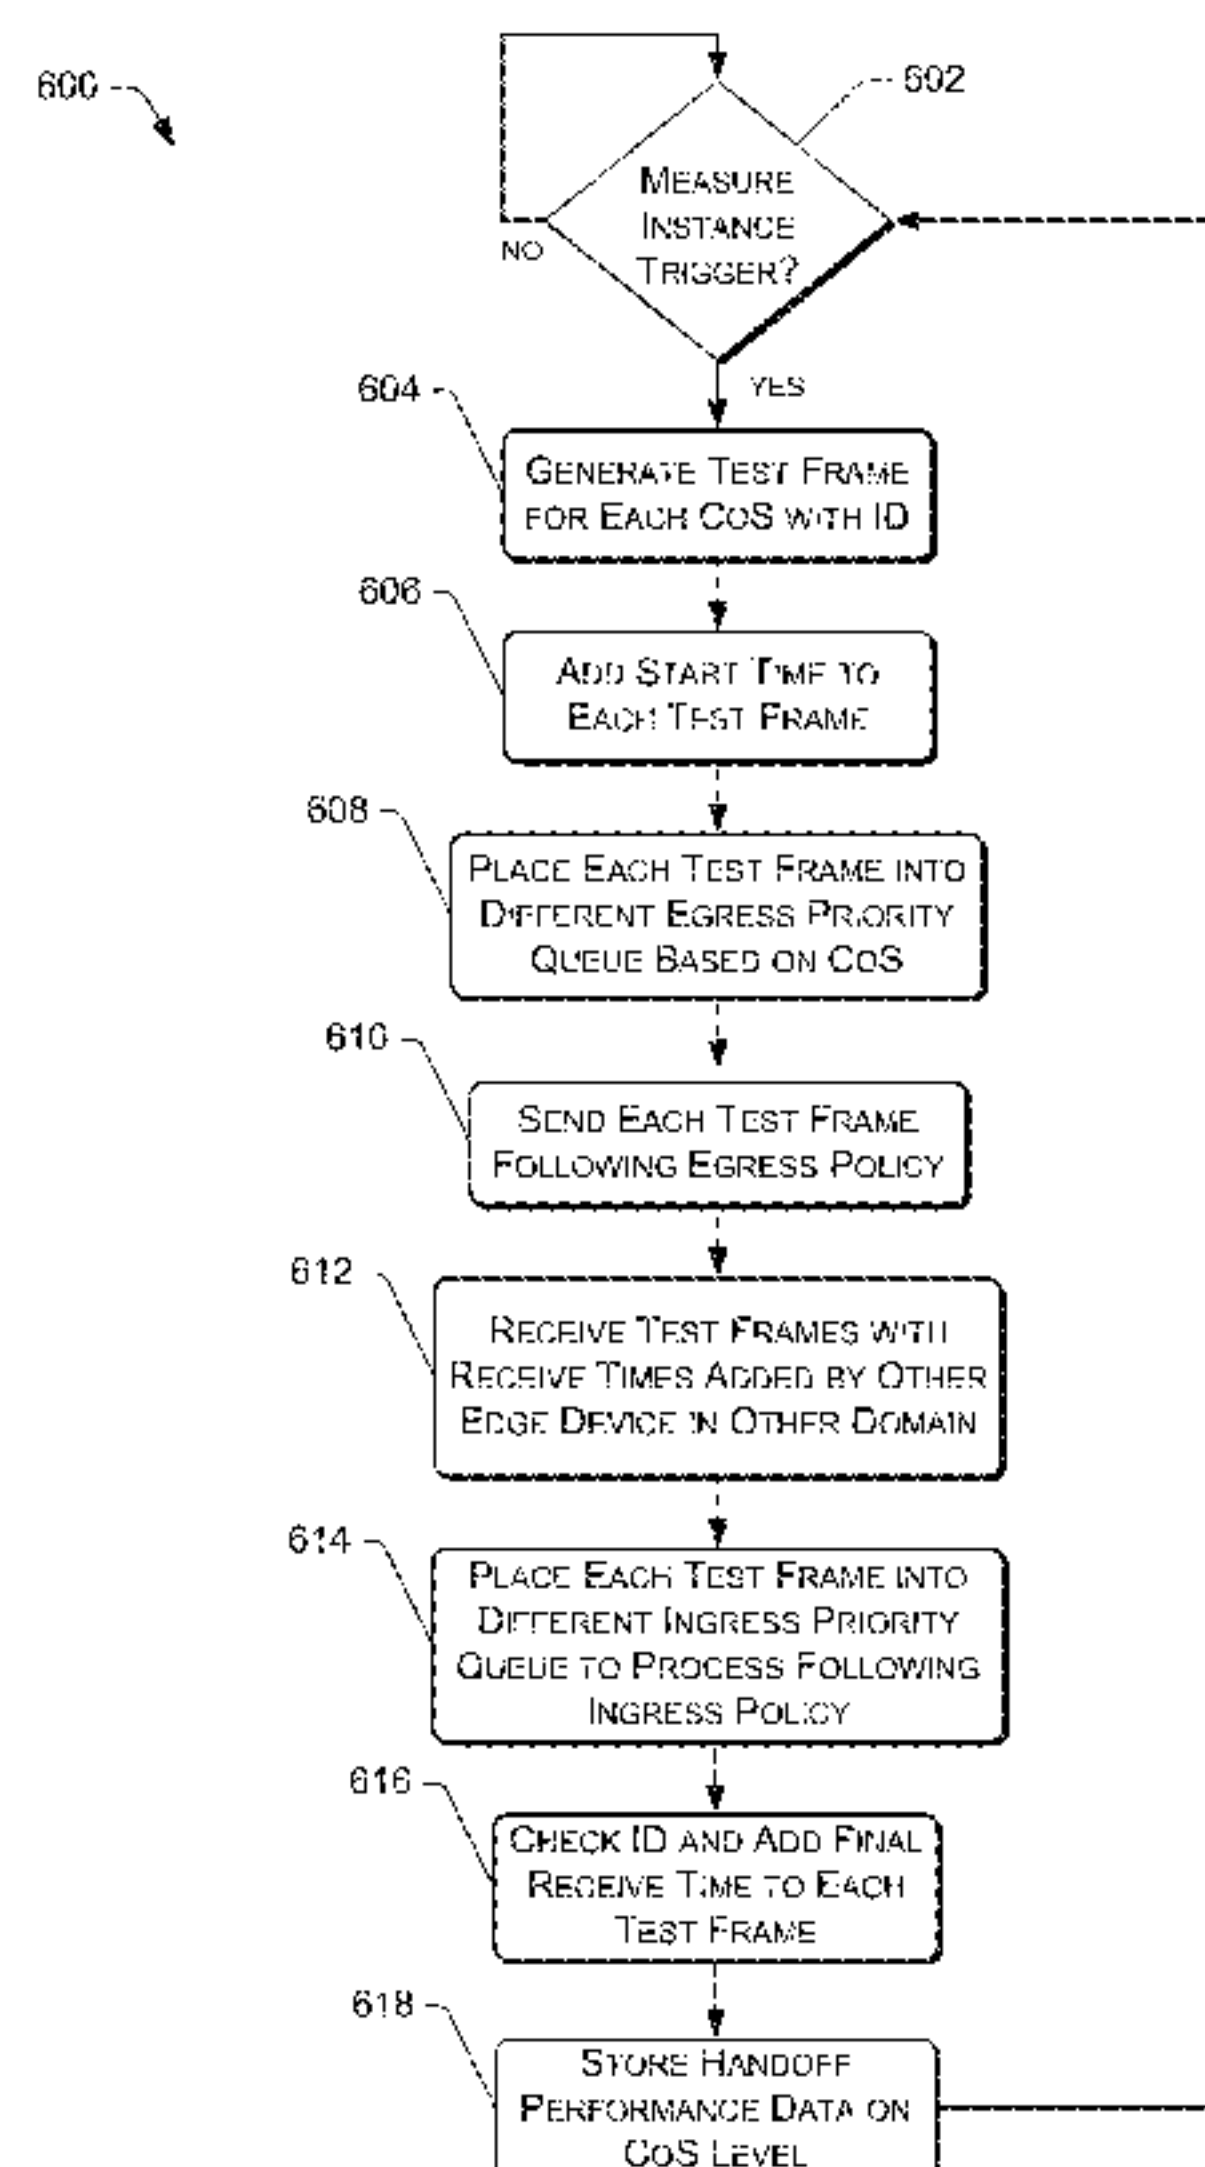 600
602
MEASURE
INSTANCE
TRIGGER?
NO
YES
604
GENERATE TEST FRAME
FOR EACH COS WITH ID
606
ADD START TIME TO
EACH TEST FRAME
608
PLACE EACH TEST FRAME INTO
DIFFERENT EGRESS PRIORITY
QUEUE BASED ON COS
610
SEND EACH TEST FRAME
FOLLOWING EGRESS POLICY
612
RECEIVE TEST FRAMES WITH
RECEIVE TIMES ADDED BY OTHER
EDGE DEVICE IN OTHER DOMAIN
614
PLACE EACH TEST FRAME INTO
DIFFERENT INGRESS PRIORITY
QUEUE TO PROCESS FOLLOWING
INGRESS POLICY
616
CHECK ID AND ADD FINAL
RECEIVE TIME TO EACH
TEST FRAME
618
STORE HANDOFF
PERFORMANCE DATA ON
COS LEVEL